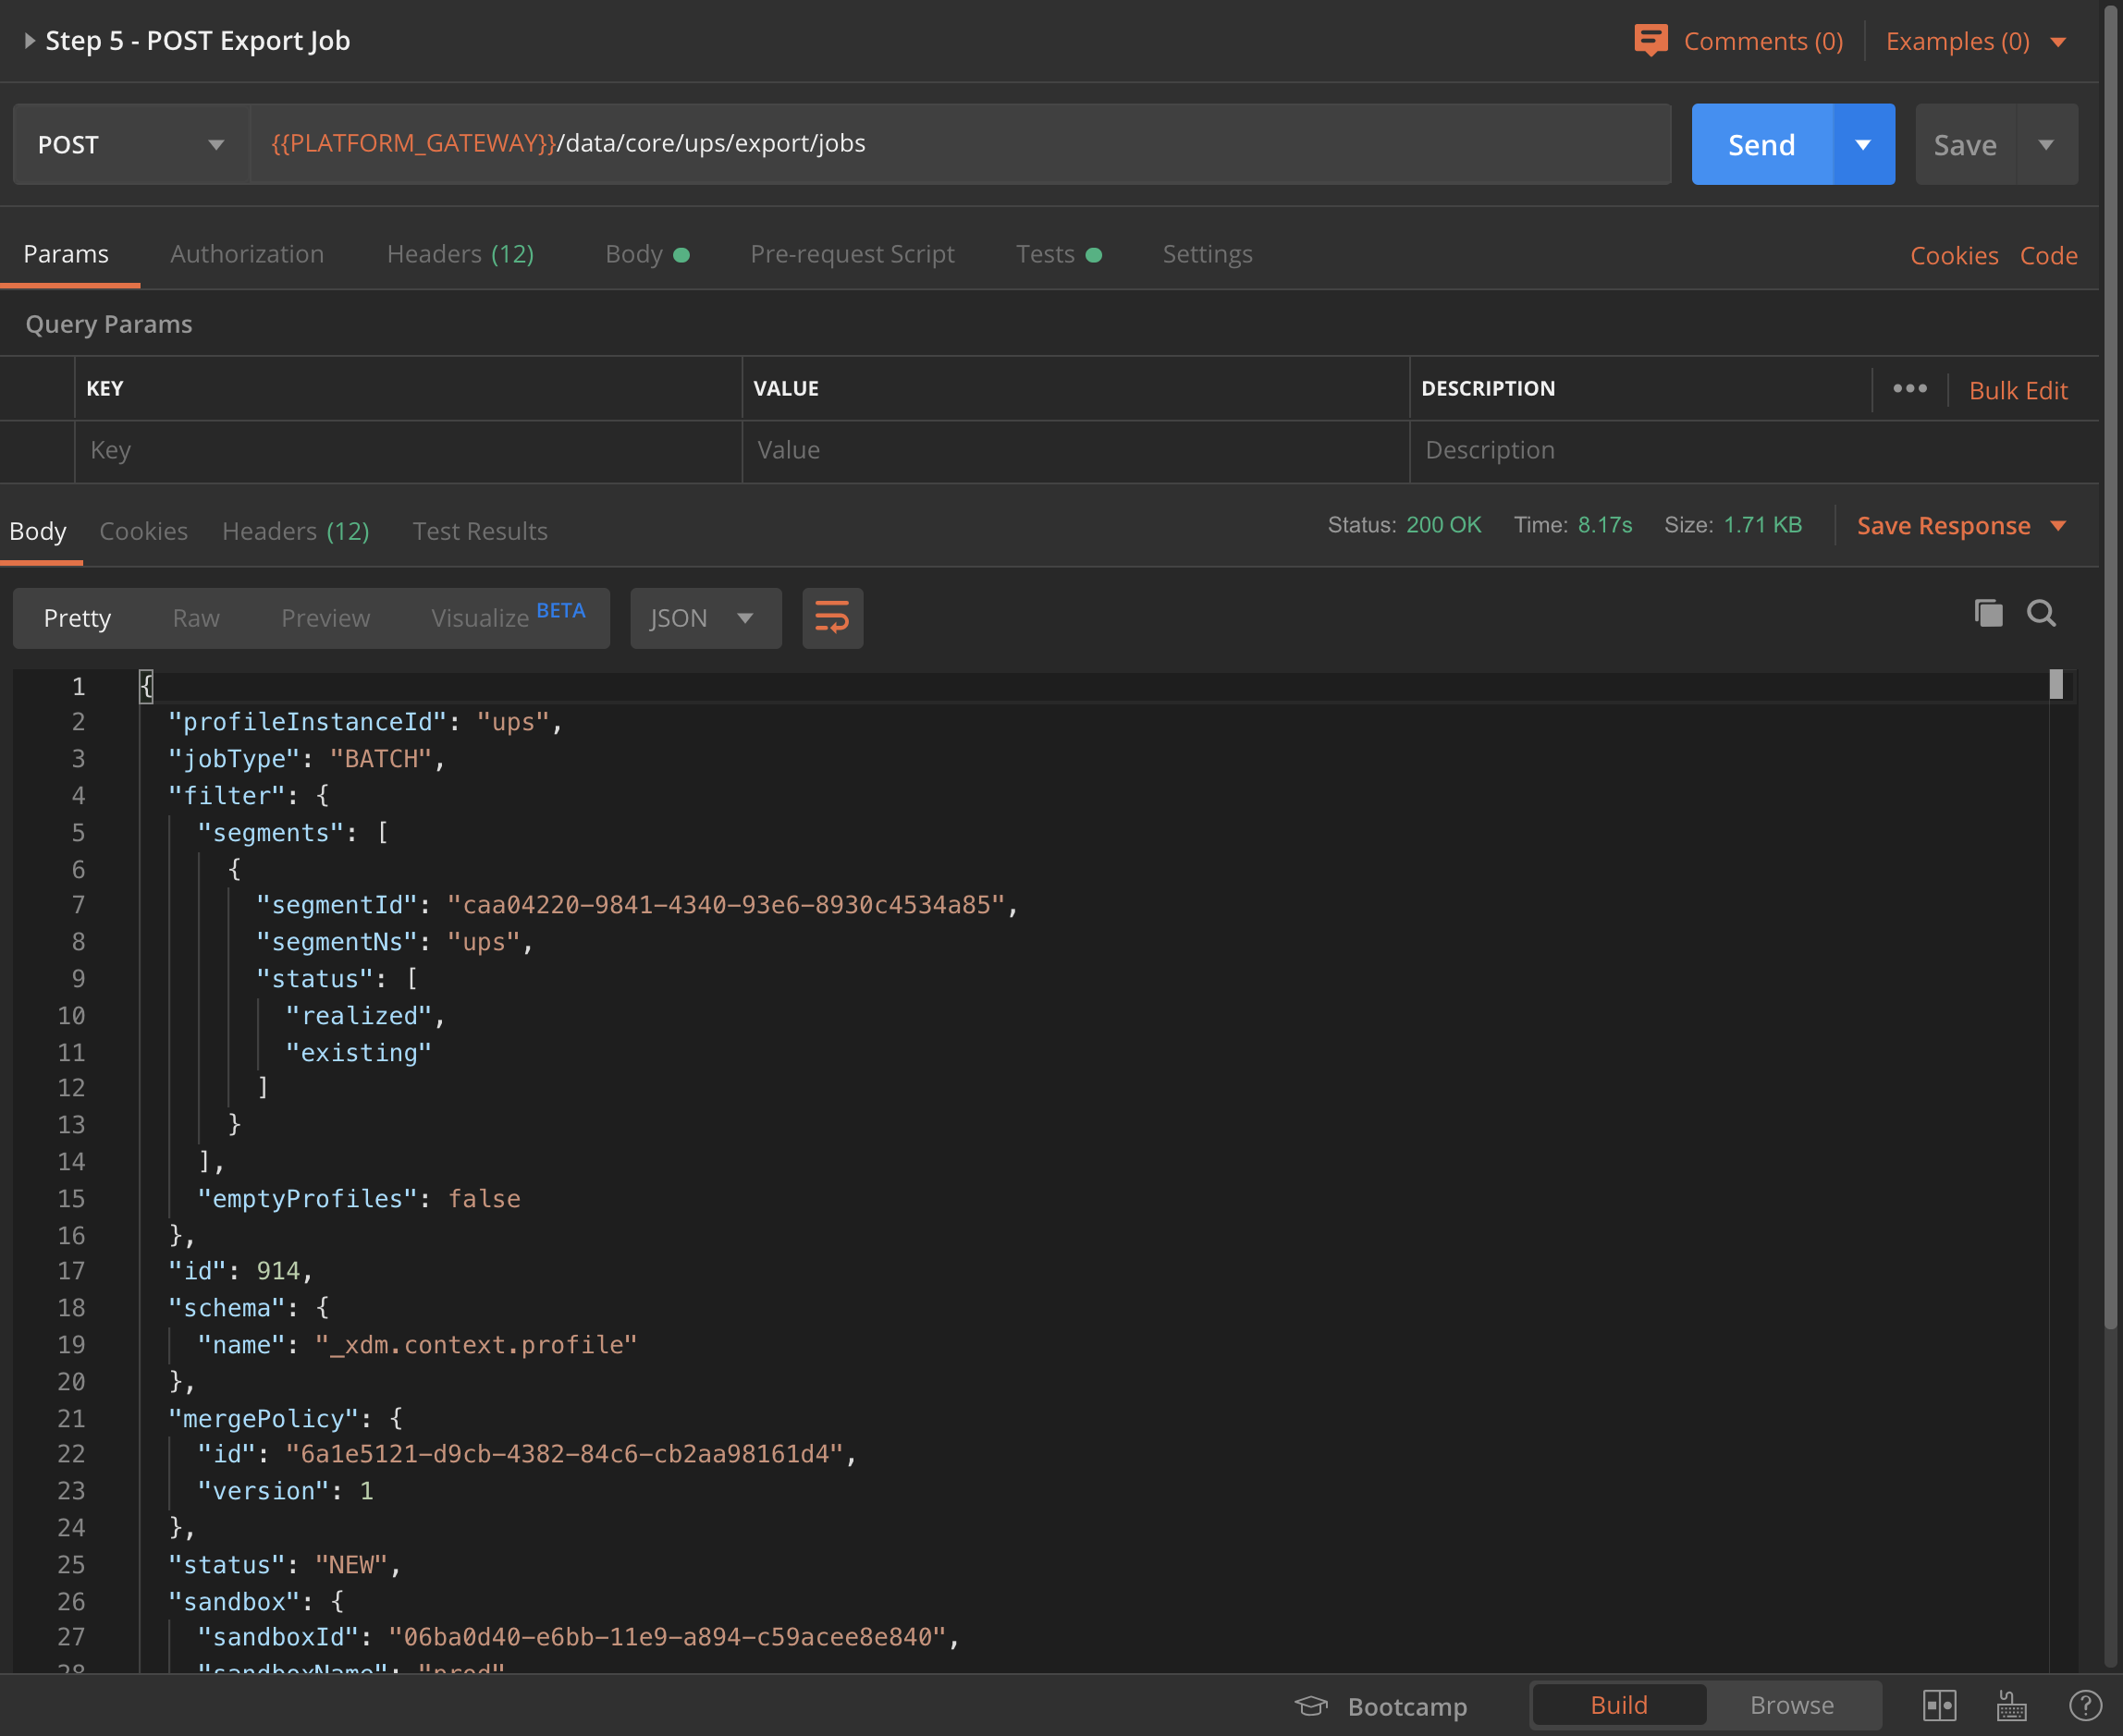 Step 5 - POST Export Job
Comments (0) Examples (0)
POST {{PLATFORM_GATEWAY}}/data/core/ups/export/jobs Send Save
Params Authorization Headers (12) Body Pre-request Script Tests Settings Cookies Code
Query Params
KEY VALUE DESCRIPTION ••• Bulk Edit
Key Value Description
Body Cookies Headers (12) Test Results Status: 200 OK Time: 8.17s Size: 1.71 KB Save Response
Pretty Raw Preview Visualize BETA JSON
1 {
2 "profileInstanceId": "ups",
3 "jobType": "BATCH",
4 "filter": {
5 "segments": [
6 {
7 "segmentId": "caa04220-9841-4340-93e6-8930c4534a85",
8 "segmentNs": "ups",
9 "status": [
10 "realized",
11 "existing"
12 ]
13 }
14 ],
15 "emptyProfiles": false
16 },
17 "id": 914,
18 "schema": {
19 "name": "_xdm.context.profile"
20 },
21 "mergePolicy": {
22 "id": "6a1e5121-d9cb-4382-84c6-cb2aa98161d4",
23 "version": 1
24 },
25 "status": "NEW",
26 "sandbox": {
27 "sandboxId": "06ba0d40-e6bb-11e9-a894-c59acee8e840",
28 "sandboxName": "prod"
Bootcamp Build Browse ?